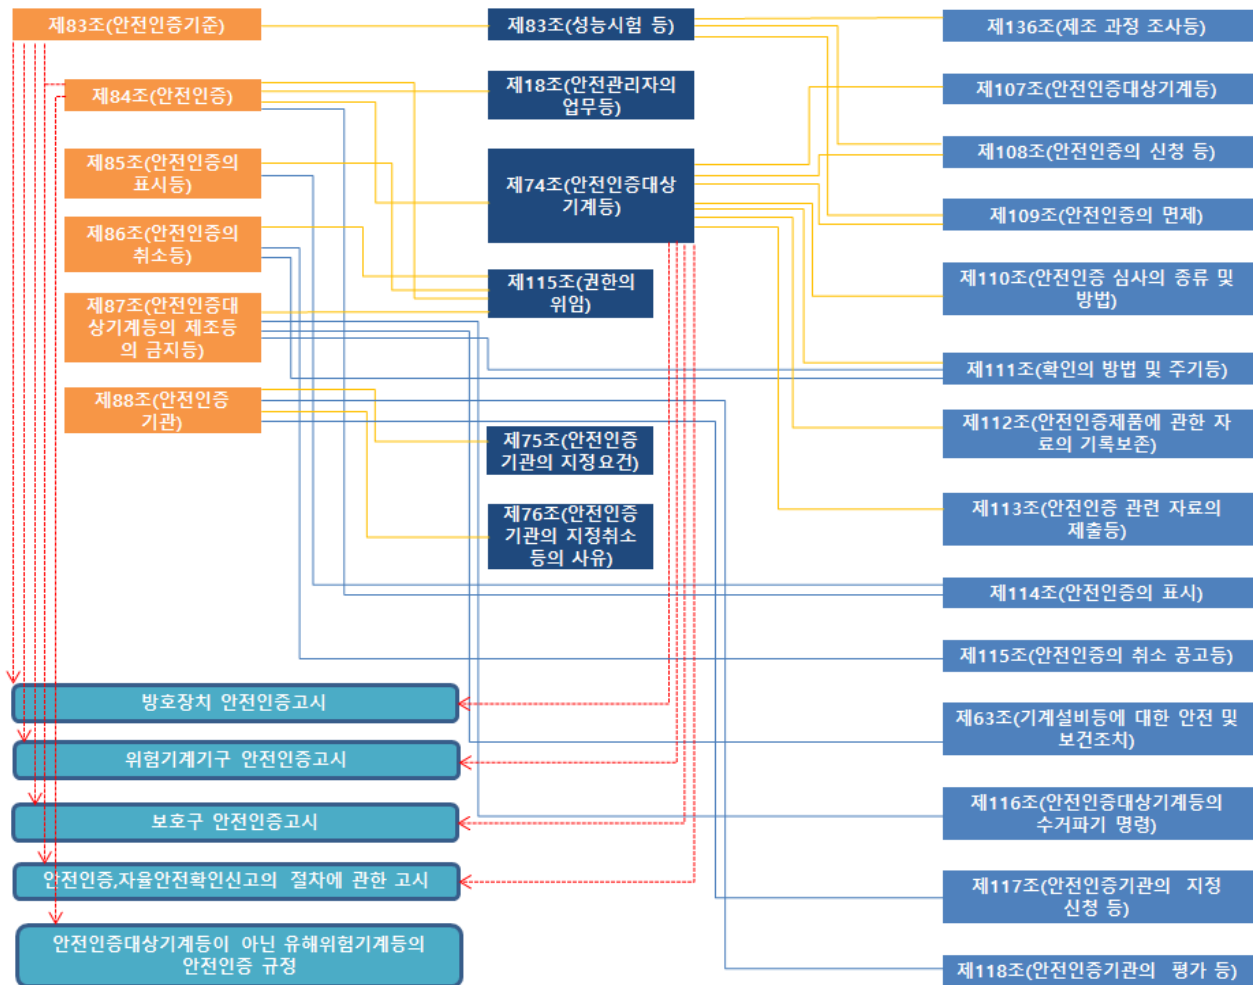 제83조(안전인증기준)
제84조(안전인증)
제85조(안전인증의
표시등)
제86조(안전인증의
취소등)
제87조(안전인증대
상기계등의 제조등
의 금지등)
제88조(안전인증
기관)
제83조(성능시험 등)
제18조(안전관리자의
업무등)
제74조(안전인증대상
기계등)
제115조(권한의
위임)
제75조(안전인증
기관의 지정요건)
제76조(안전인증
기관의 지정취소
등의 사유)
제136조(제조 과정 조사등)
제107조(안전인증대상기계등)
제108조(안전인증의 신청 등)
제109조(안전인증의 면제)
제110조(안전인증 심사의 종류 및
방법)
제111조(확인의 방법 및 주기등)
제112조(안전인증제품에 관한 자
료의 기록보존)
제113조(안전인증 관련 자료의
제출등)
제114조(안전인증의 표시)
제115조(안전인증의 취소 공고등)
제63조(기계설비등에 대한 안전 및
보건조치)
제116조(안전인증대상기계등의
수거파기 명령)
제117조(안전인증기관의 지정
신청 등)
제118조(안전인증기관의 평가 등)
방호장치 안전인증고시
위험기계기구 안전인증고시
보호구 안전인증고시
안전인증,자율안전확인신고의 절차에 관한 고시
안전인증대상기계등이 아닌 유해위험기계등의
안전인증 규정